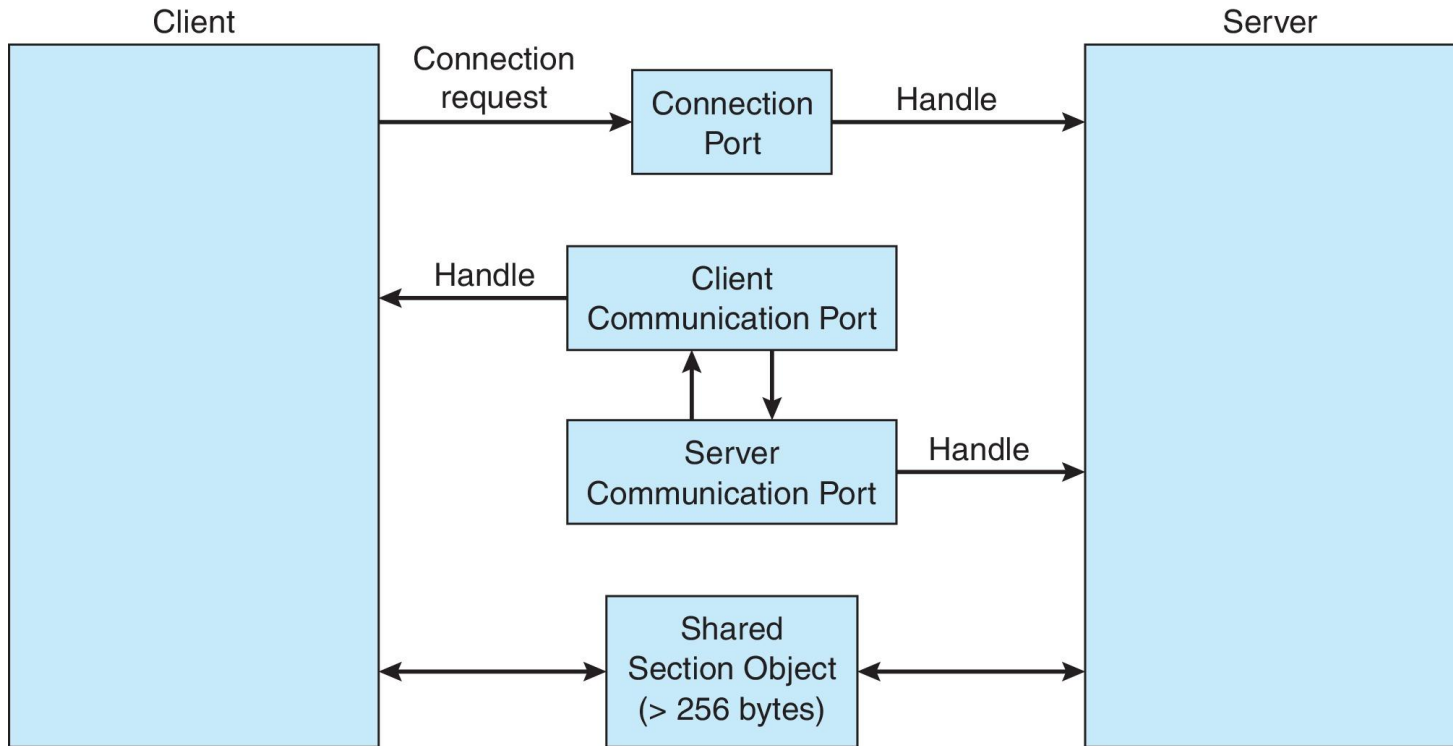 Client
Server
Connection
request
Connection
Port
Handle
Handle
Client
Communication Port
Server
Communication Port
Handle
Shared
Section Object
(> 256 bytes)